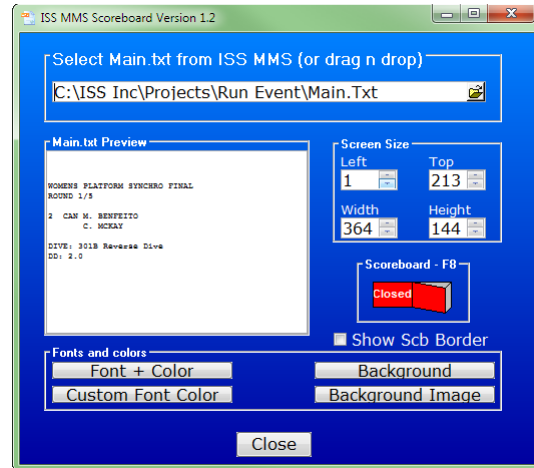 ISS MMS Scoreboard Version 1.2
Select Main.txt from ISS MMS (or drag n drop)
C:\ISS Inc\Projects\Run Event\Main.Txt
Main.txt Preview
WOMENS PLATFORM SYNCHRO FINAL
ROUND 1/5
2 CAN M. BENFEITO
C. MCKAY
DIVE: 301B Reverse Dive
DD: 2.0
Screen Size
Left Top
1 213
Width Height
364 144
Scoreboard - F8
Closed
Show Scb Border
Fonts and colors
Font + Color Background
Custom Font Color Background Image
Close